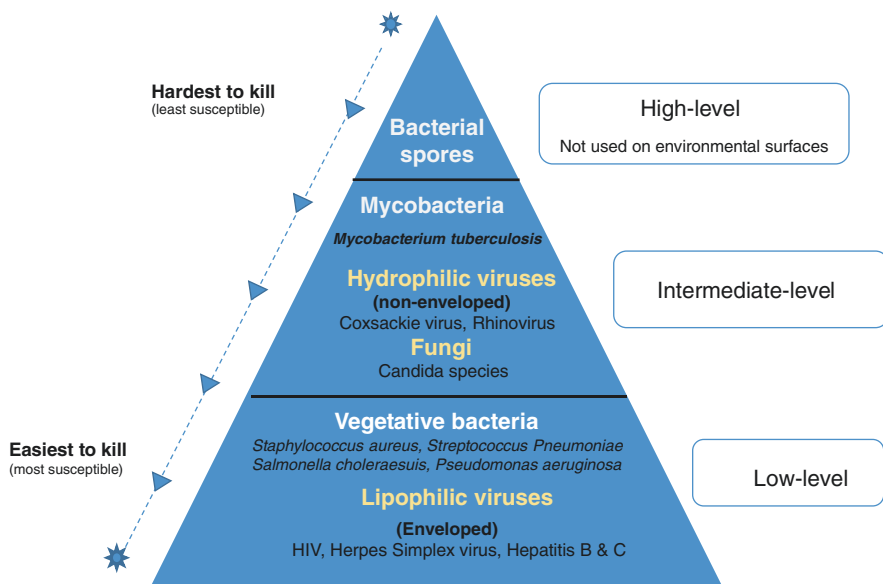 Hardest to kill
(least susceptible)
Easiest to kill
(most susceptible)
Bacterial
spores
Mycobacteria
Mycobacterium tuberculosis
Hydrophilic viruses
(non-enveloped)
Coxsackie virus, Rhinovirus
Fungi
Candida species
Vegetative bacteria
Staphylococcus aureus, Streptococcus Pneumoniae
Salmonella choleraesuis, Pseudomonas aeruginosa
Lipophilic viruses
(Enveloped)
HIV, Herpes Simplex virus, Hepatitis B & C
High-level
Not used on environmental surfaces
Intermediate-level
Low-level